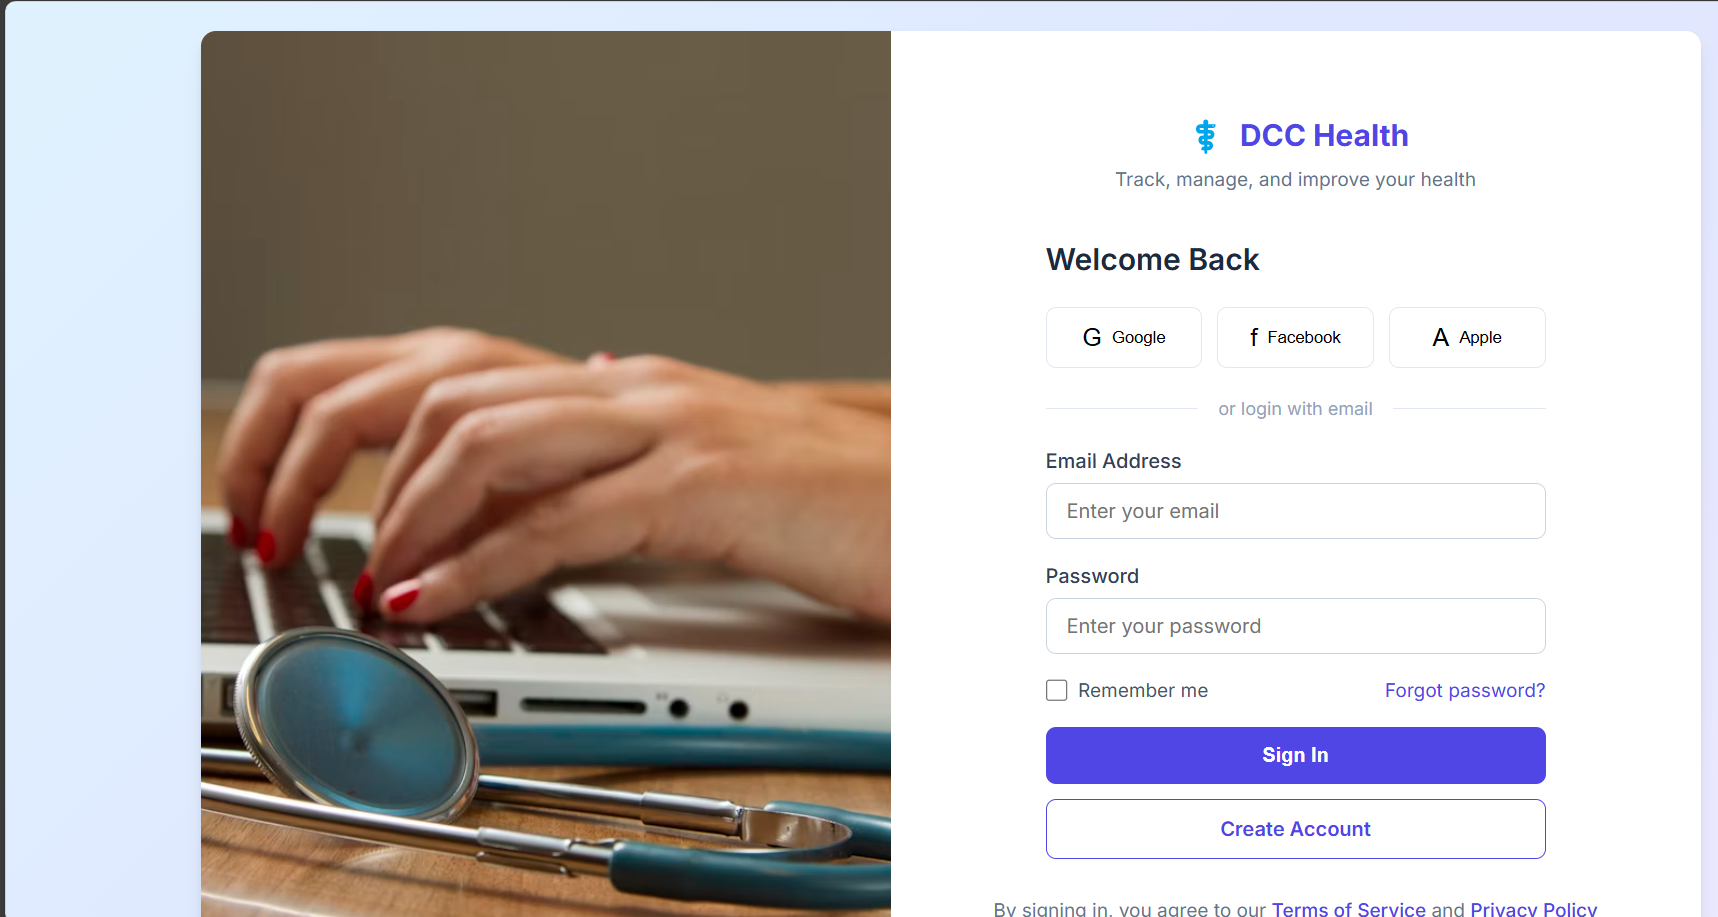 DCC Health
Track, manage, and improve your health
Welcome Back
G Google
f Facebook
A Apple
or login with email
Email Address
Enter your email
Password
Enter your password
Remember me
Forgot password?
Sign In
Create Account
By signing in, you agree to our Terms of Service and Privacy Policy